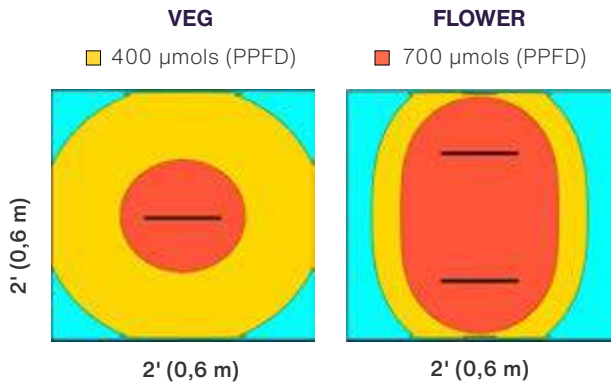 VEG
400 µmols (PPFD)
FLOWER
700 µmols (PPFD)
2' (0,6 m)
2' (0,6 m)
2' (0,6 m)